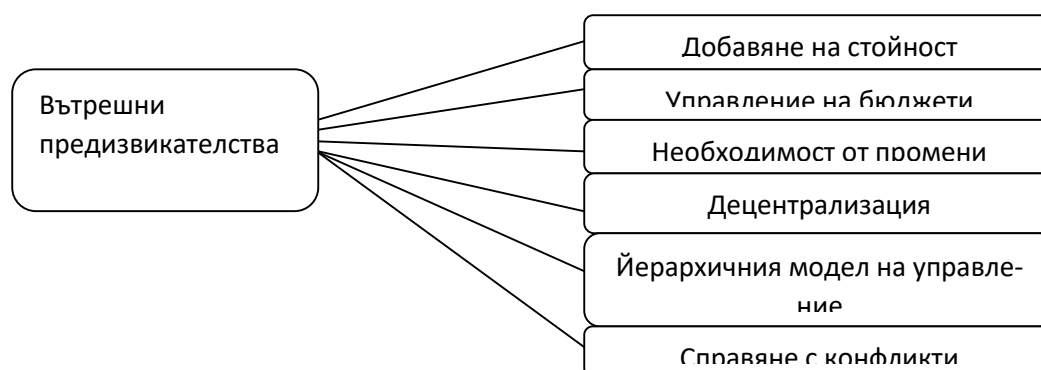 Вътрешни
предизвикателства
Добавяне на стойност
Управление на бюджети
Необходимост от промени
Децентрализация
Йерархичния модел на управле-
ние
Справяне с конфликти